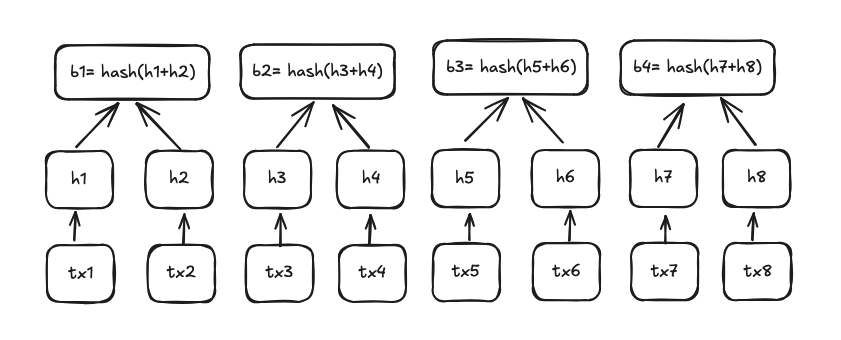 b1= hash(h1+h2)
b2= hash(h3+h4)
b3= hash(h5+h6)
b4= hash(h7+h8)
h1
h2
h3
h4
h5
h6
h7
h8
tx1
tx2
tx3
tx4
tx5
tx6
tx7
tx8